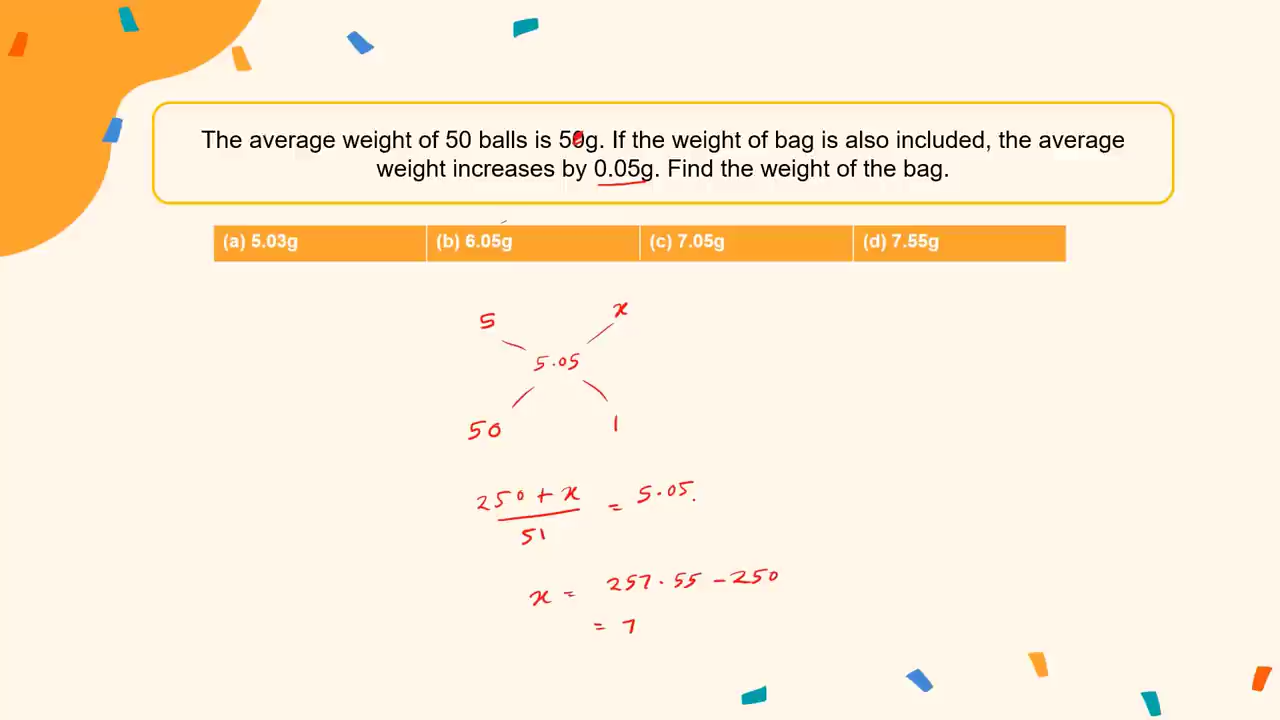 The average weight of 50 balls is 50g. If the weight of bag is also included, the average
weight increases by 0.05g. Find the weight of the bag.
(a) 5.03g (b) 6.05g (c) 7.05g (d) 7.55g
5 x
5.05
50 1
250 + x
= 5.05
51
x = 257.55 - 250
= 7